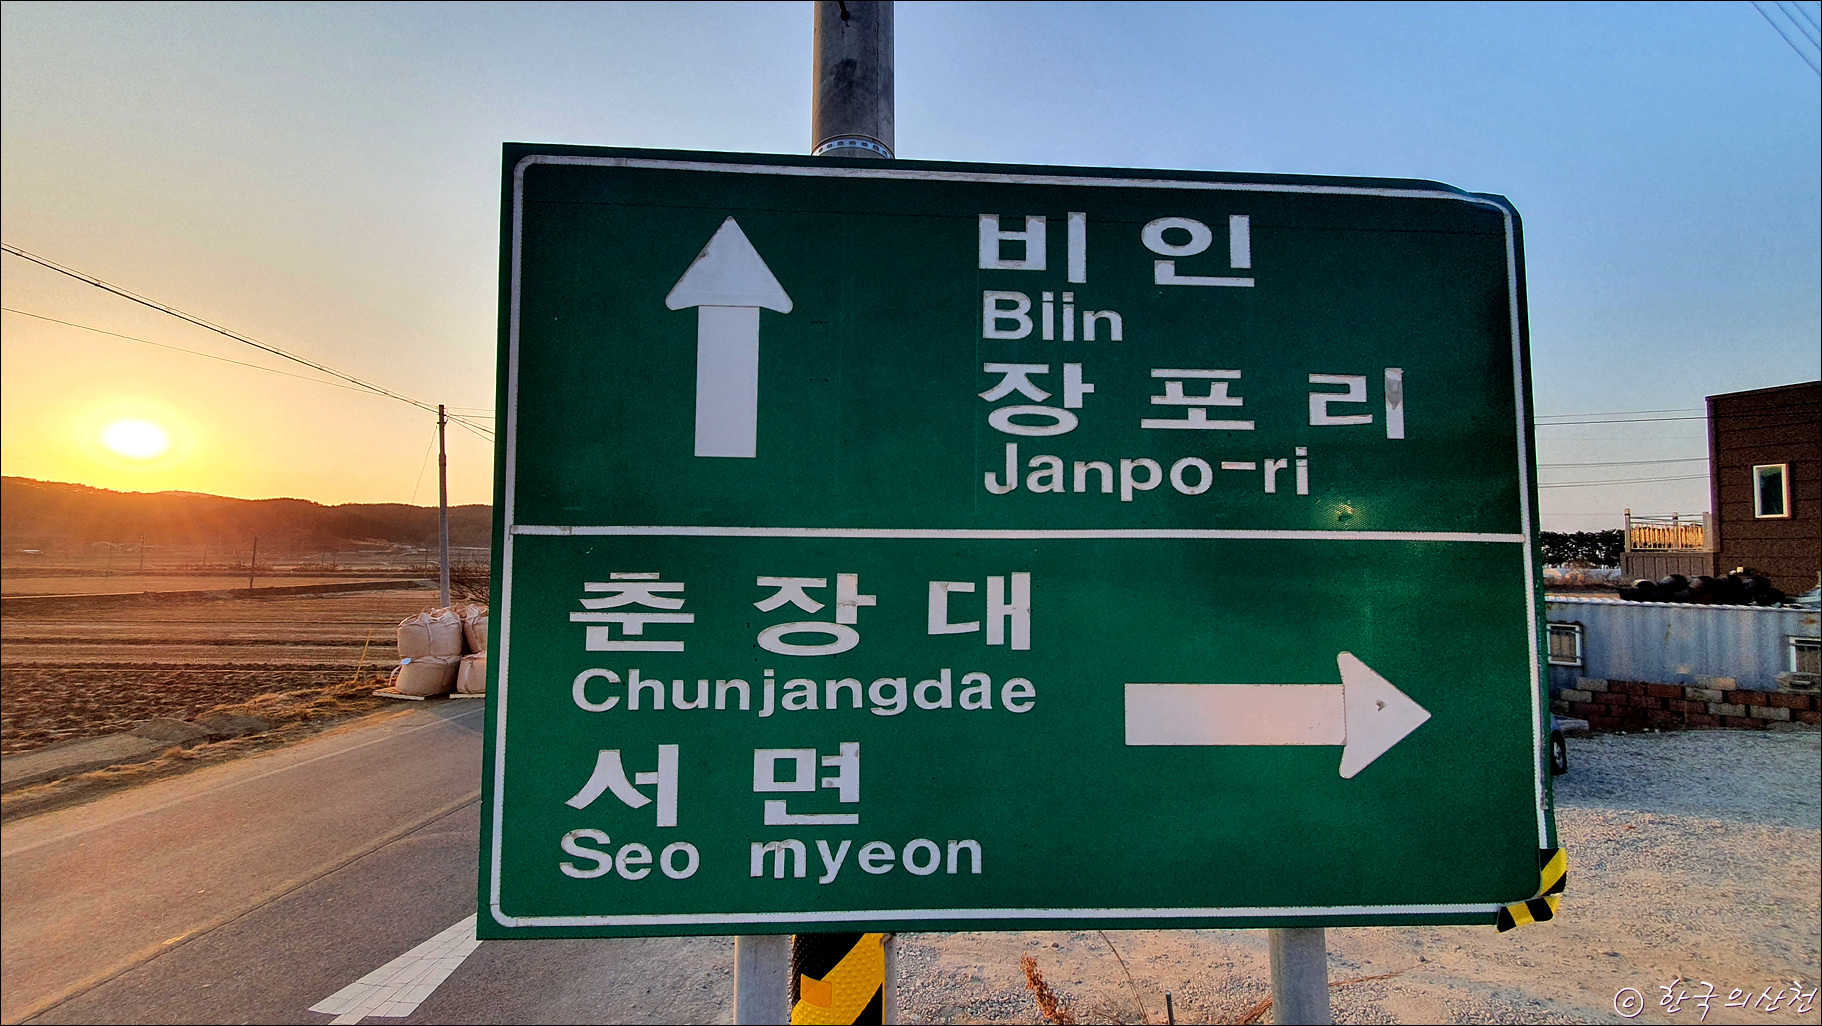 비인
Biin
장포리
Janpo-ri
춘장대
Chunjangdae
서면
Seo myeon
© 한국의산천